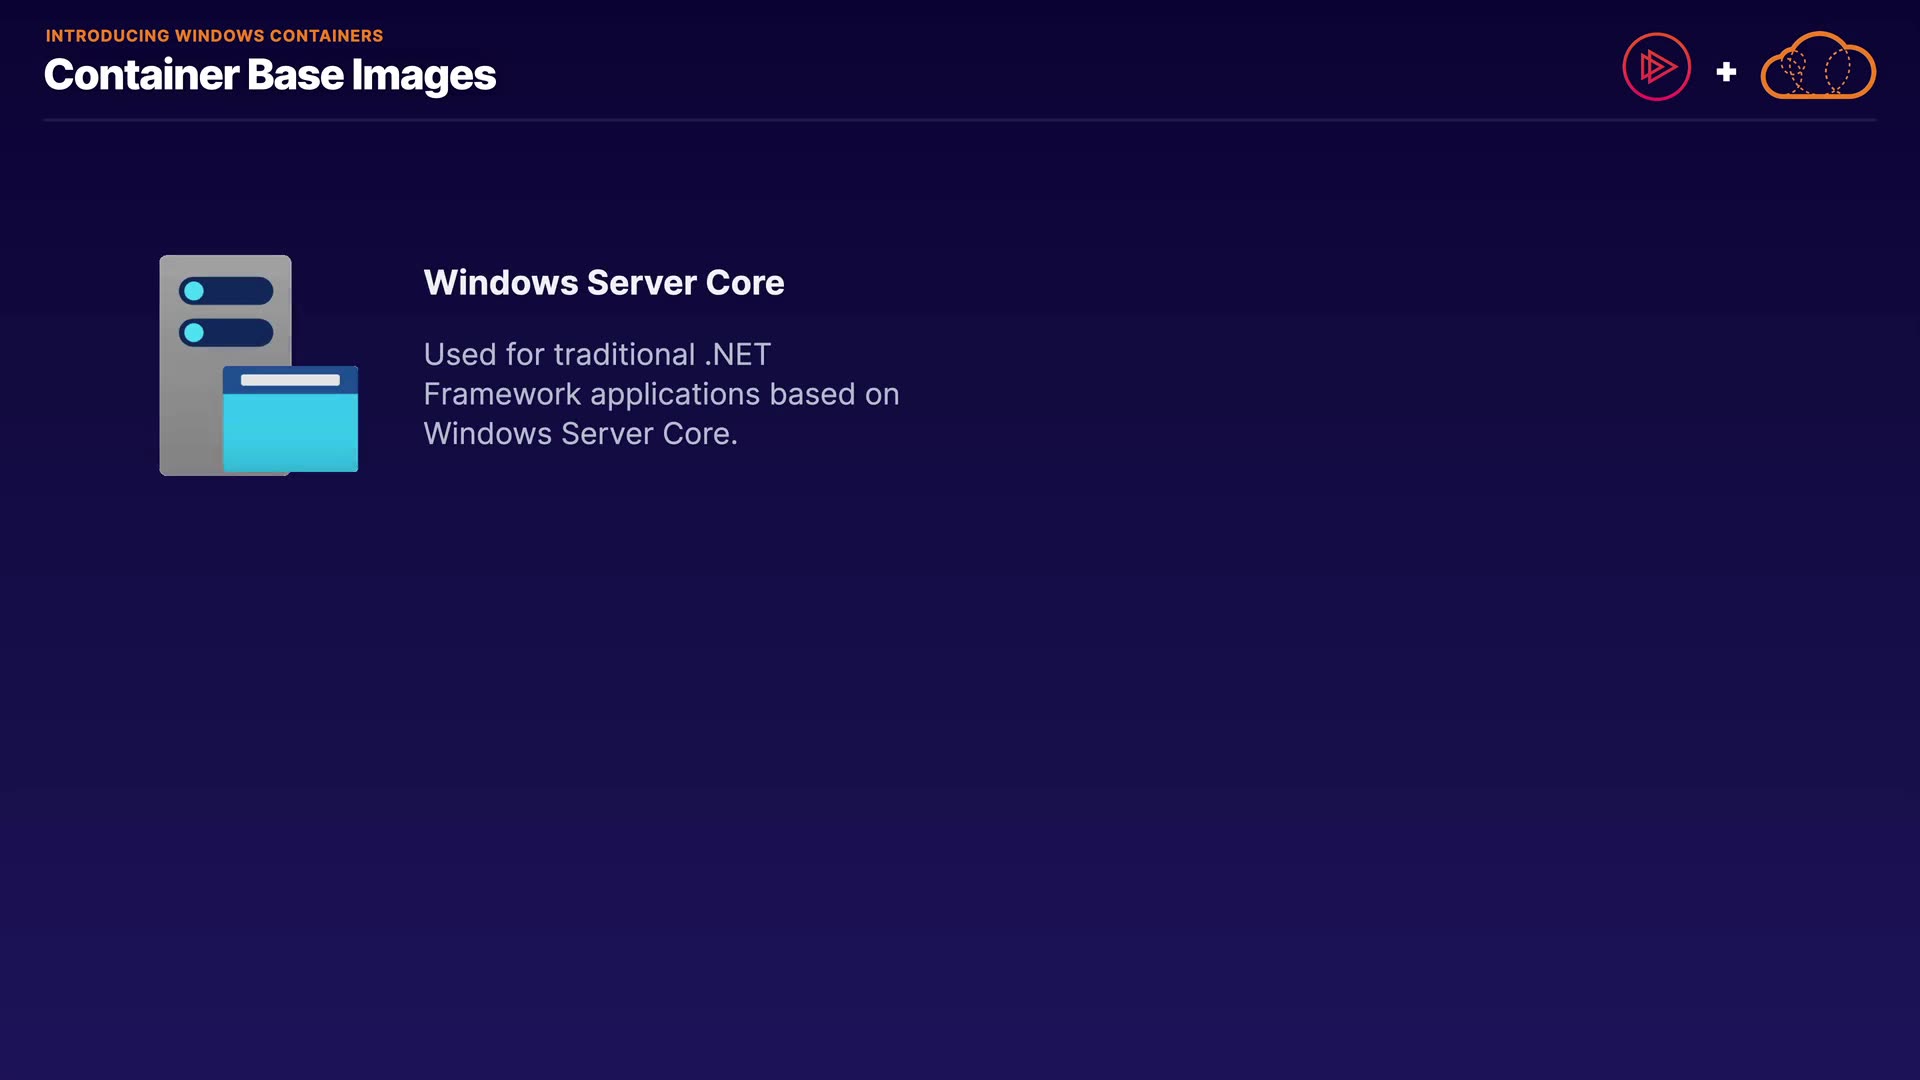 INTRODUCING WINDOWS CONTAINERS
Container Base Images
+
Windows Server Core
Used for traditional .NET
Framework applications based on
Windows Server Core.